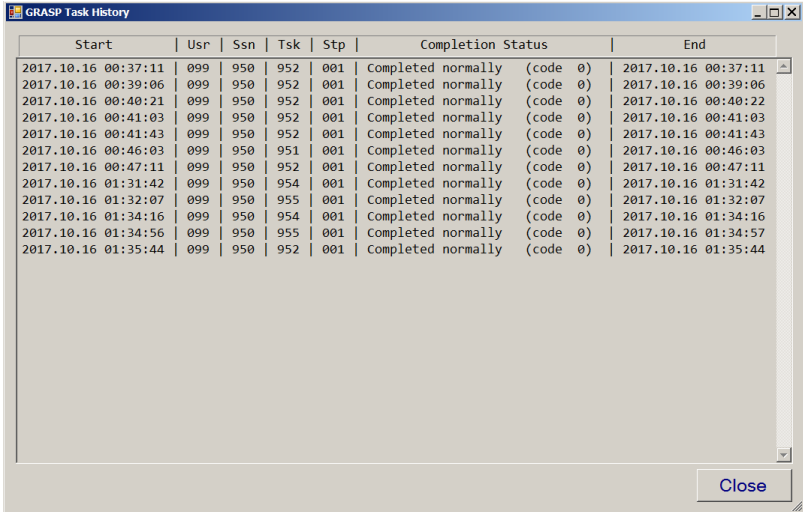 GRASP Task History
Start | Usr | Ssn | Tsk | Stp | Completion Status | End
2017.10.16 00:37:11 | 099 | 950 | 952 | 001 | Completed normally (code 0) | 2017.10.16 00:37:11
2017.10.16 00:39:06 | 099 | 950 | 952 | 001 | Completed normally (code 0) | 2017.10.16 00:39:06
2017.10.16 00:40:21 | 099 | 950 | 952 | 001 | Completed normally (code 0) | 2017.10.16 00:40:22
2017.10.16 00:41:03 | 099 | 950 | 952 | 001 | Completed normally (code 0) | 2017.10.16 00:41:03
2017.10.16 00:41:43 | 099 | 950 | 952 | 001 | Completed normally (code 0) | 2017.10.16 00:41:43
2017.10.16 00:46:03 | 099 | 950 | 951 | 001 | Completed normally (code 0) | 2017.10.16 00:46:03
2017.10.16 00:47:11 | 099 | 950 | 952 | 001 | Completed normally (code 0) | 2017.10.16 00:47:11
2017.10.16 01:31:42 | 099 | 950 | 954 | 001 | Completed normally (code 0) | 2017.10.16 01:31:42
2017.10.16 01:32:07 | 099 | 950 | 955 | 001 | Completed normally (code 0) | 2017.10.16 01:32:07
2017.10.16 01:34:16 | 099 | 950 | 954 | 001 | Completed normally (code 0) | 2017.10.16 01:34:16
2017.10.16 01:34:56 | 099 | 950 | 955 | 001 | Completed normally (code 0) | 2017.10.16 01:34:57
2017.10.16 01:35:44 | 099 | 950 | 952 | 001 | Completed normally (code 0) | 2017.10.16 01:35:44
Close